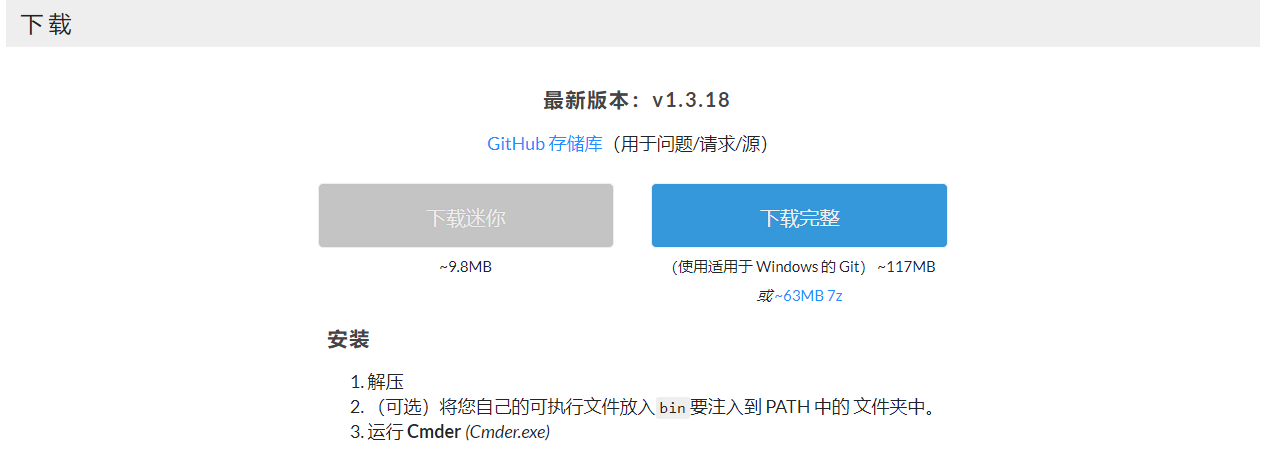 下载
最新版本：v1.3.18
GitHub 存储库（用于问题/请求/源）
下载迷你
下载完整
~9.8MB
（使用适用于 Windows 的 Git） ~117MB
或 ~63MB 7z
安装
1. 解压
2. （可选）将您自己的可执行文件放入 bin 要注入到 PATH 中的 文件夹中。
3. 运行 Cmder (Cmder.exe)